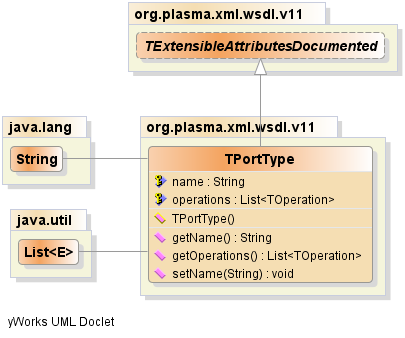 org.plasma.xml.wsdl.v11
TExtensibleAttributesDocumented
java.lang
String
org.plasma.xml.wsdl.v11
TPortType
name : String
operations : List<TOperation>
TPortType()
getName() : String
getOperations() : List<TOperation>
setName(String) : void
java.util
List<E>
yWorks UML Doclet